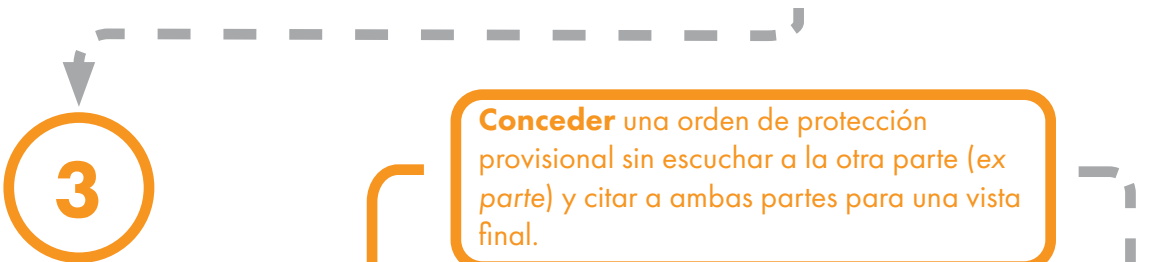 3
Conceder una orden de protección
provisional sin escuchar a la otra parte (ex
parte) y citar a ambas partes para una vista
final.